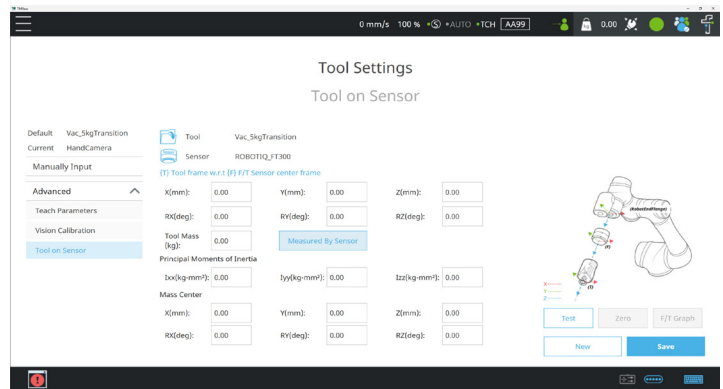 TMflow
0 mm/s 100 % •Ⓢ •AUTO •TCH AA99 kg 0.00
Tool Settings
Tool on Sensor
Default Vac_5kgTransition
Current HandCamera
Manually Input
Advanced
Teach Parameters
Vision Calibration
Tool on Sensor
Tool Vac_5kgTransition
Sensor ROBOTIQ_FT300
{T} Tool frame w.r.t {F} F/T Sensor center frame
X(mm): 0.00 Y(mm): 0.00 Z(mm): 0.00
RX(deg): 0.00 RY(deg): 0.00 RZ(deg): 0.00
Tool Mass
(kg): 0.00 Measured By Sensor
Principal Moments of Inertia
Ixx(kg-mm²): 0.00 Iyy(kg-mm²): 0.00 Izz(kg-mm²): 0.00
Mass Center
X(mm): 0.00 Y(mm): 0.00 Z(mm): 0.00
RX(deg): 0.00 RY(deg): 0.00 RZ(deg): 0.00
{RobotEndFlange}
{F}
{T}
X
Y
Z
Test Zero F/T Graph
New Save